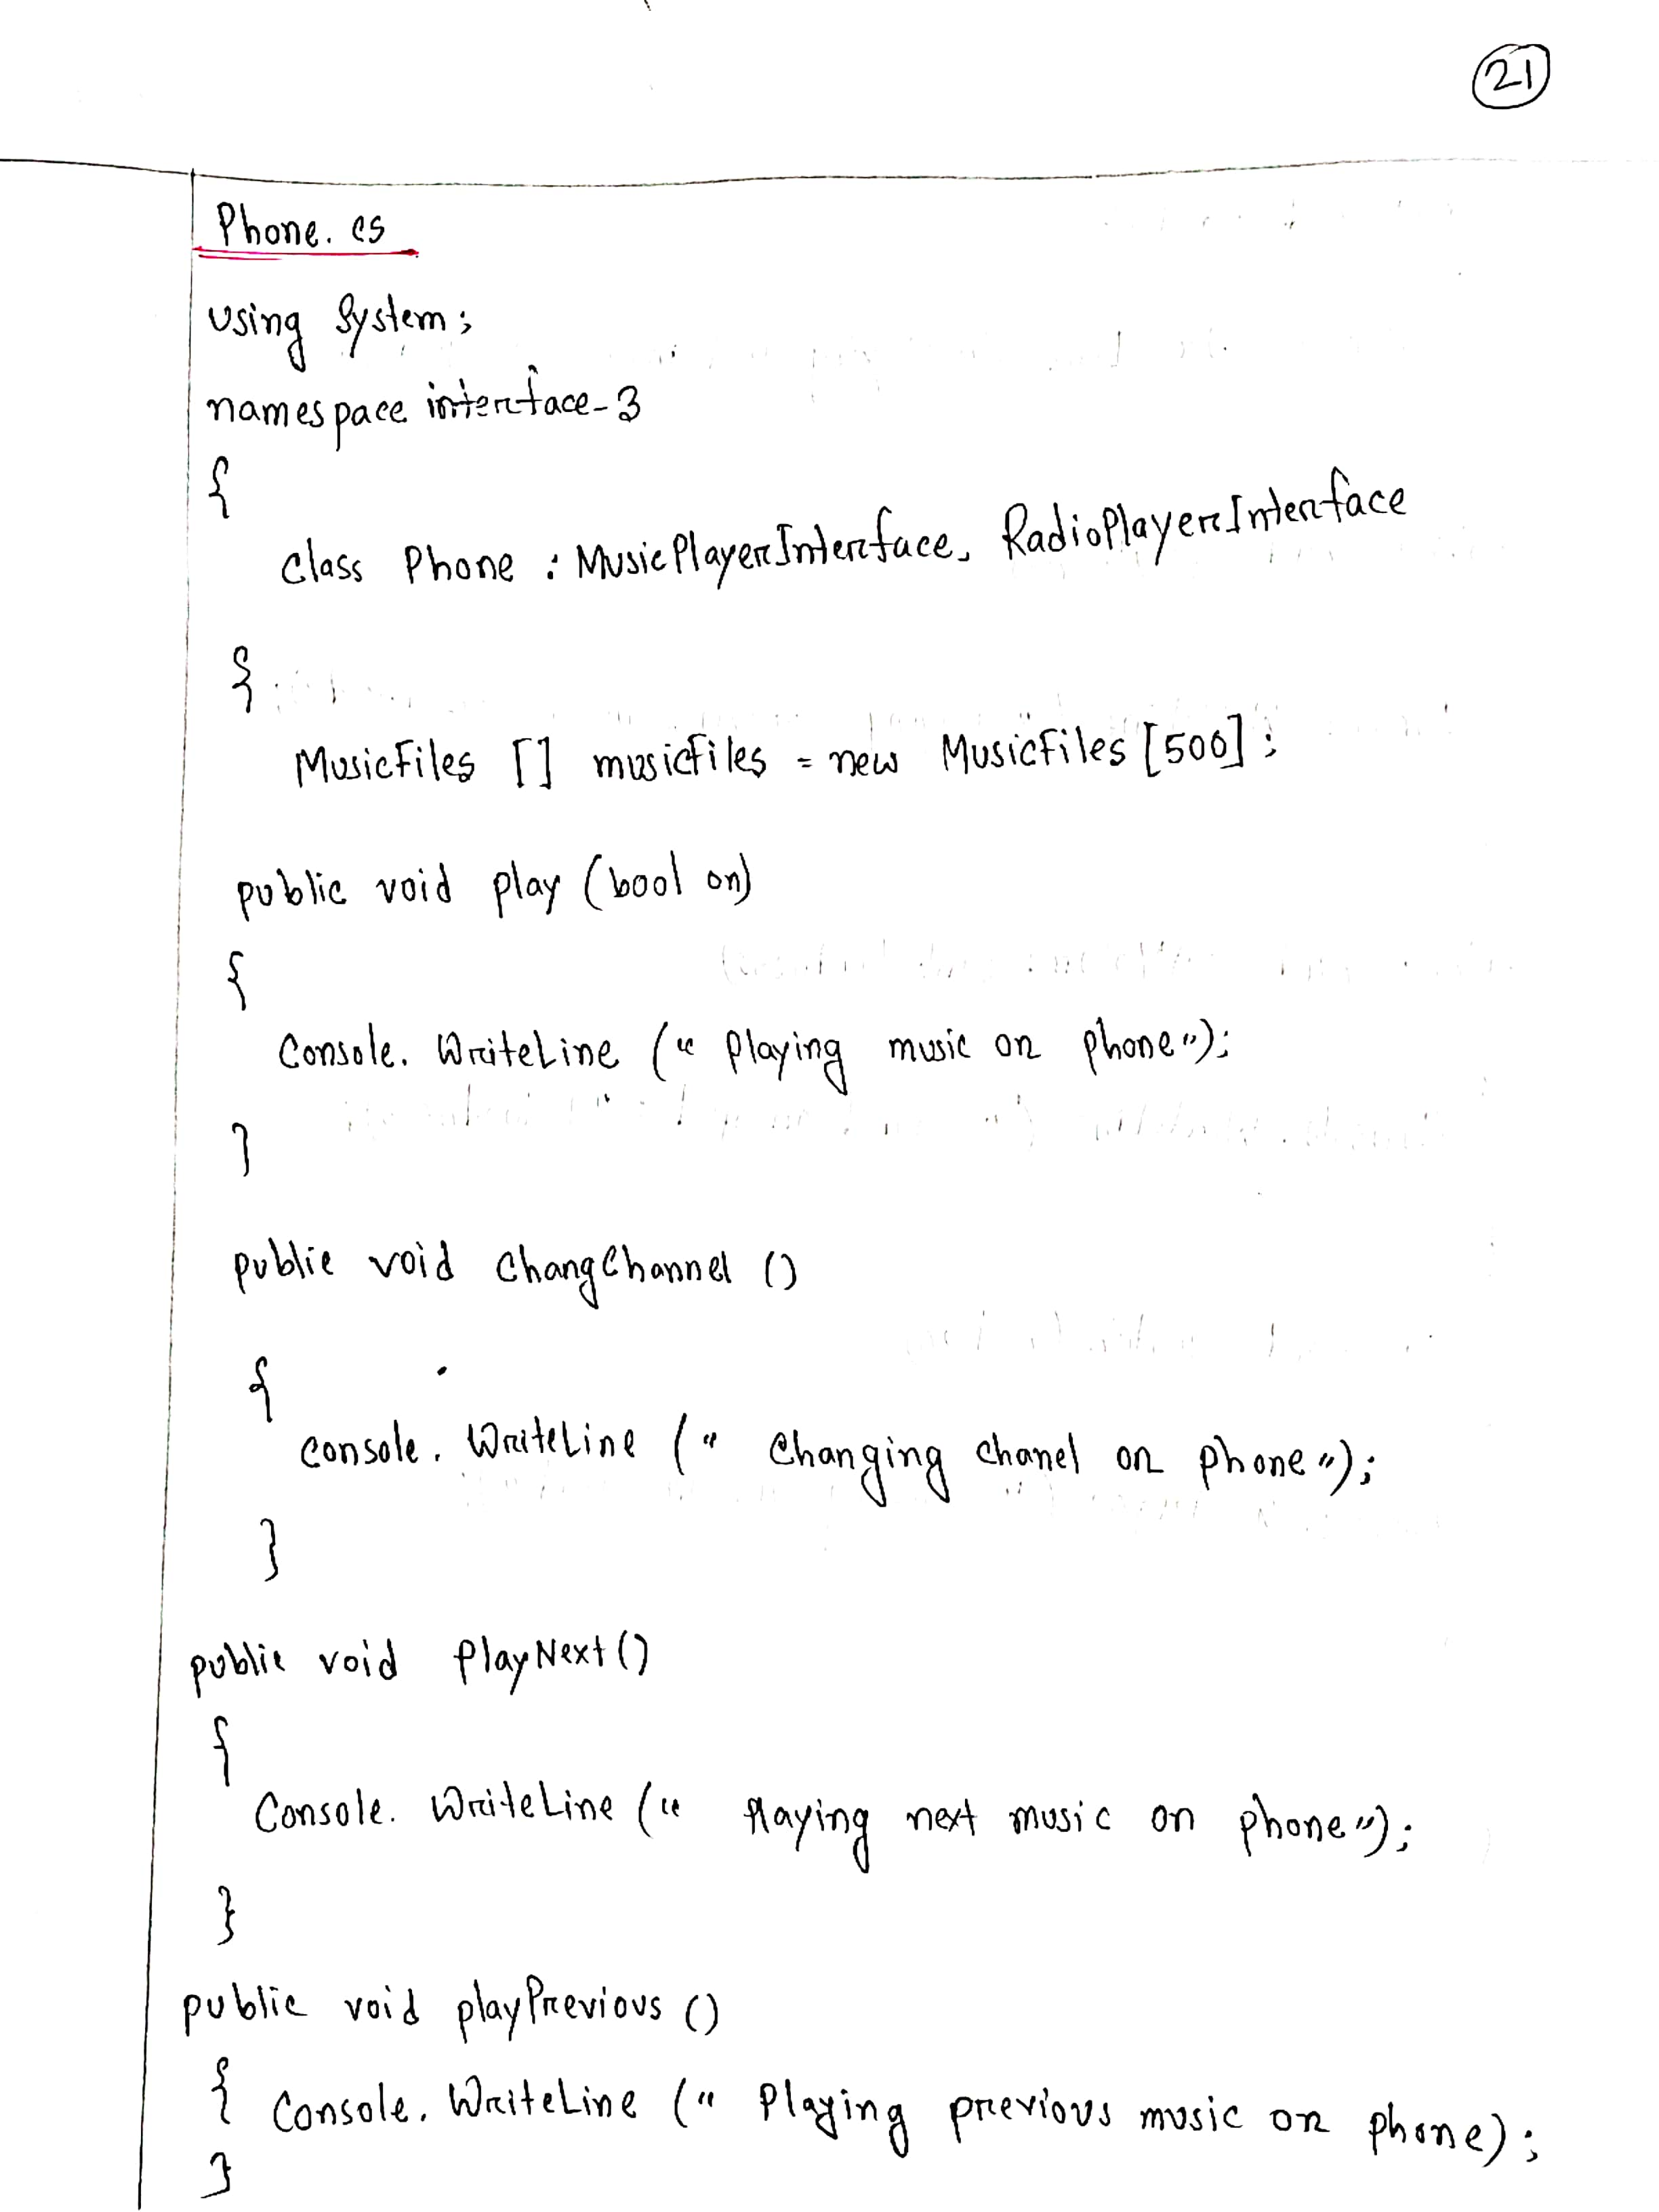 21
Phone.cs
using System;
namespace interface-3
{
class Phone : MusicPlayerInterface, RadioPlayerInterface
{
MusicFiles [] musicfiles = new MusicFiles [500];
public void play (bool on)
{
Console. WriteLine (" Playing music on phone");
}
public void ChangChannel ()
{
Console. WriteLine (" Changing chanel on phone");
}
public void PlayNext()
{
Console. WriteLine (" Playing next music on phone");
}
public void playPrevious ()
{ Console. WriteLine (" Playing previous music on phone);
}